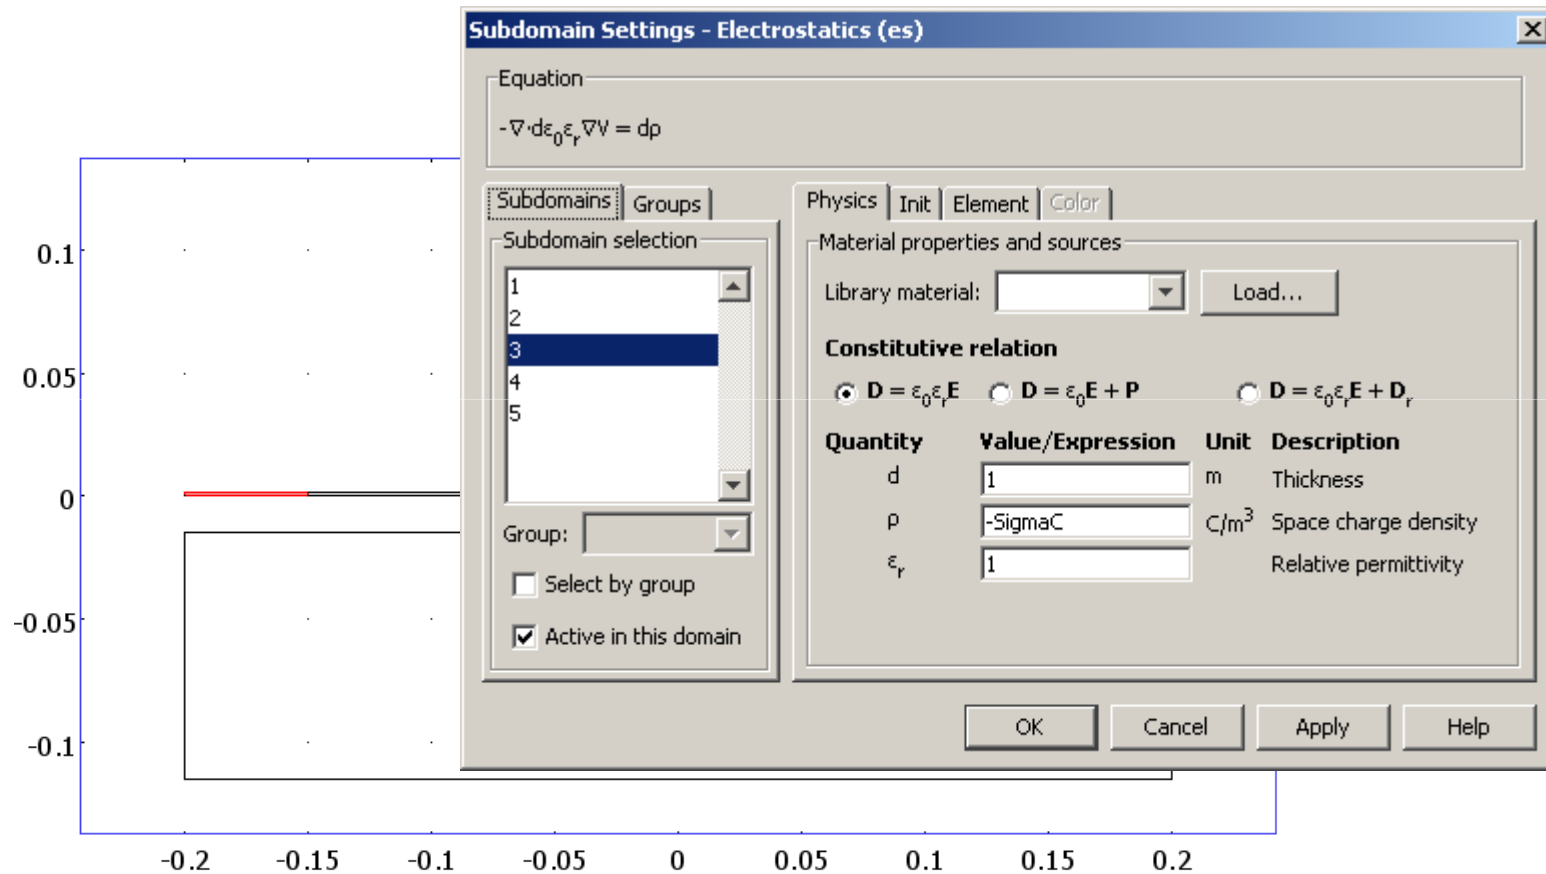 Subdomain Settings - Electrostatics (es)
Equation
-∇·dε₀εᵣ∇V = dρ
Subdomains Groups
Physics Init Element Color
Subdomain selection
1
2
3
4
5
Group:
Select by group
Active in this domain
Material properties and sources
Library material: Load...
Constitutive relation
D = ε₀εᵣE D = ε₀E + P D = ε₀εᵣE + Dᵣ
Quantity Value/Expression Unit Description
d 1 m Thickness
ρ -SigmaC C/m³ Space charge density
εᵣ 1 Relative permittivity
OK Cancel Apply Help
0.1
0.05
0
-0.05
-0.1
-0.2 -0.15 -0.1 -0.05 0 0.05 0.1 0.15 0.2